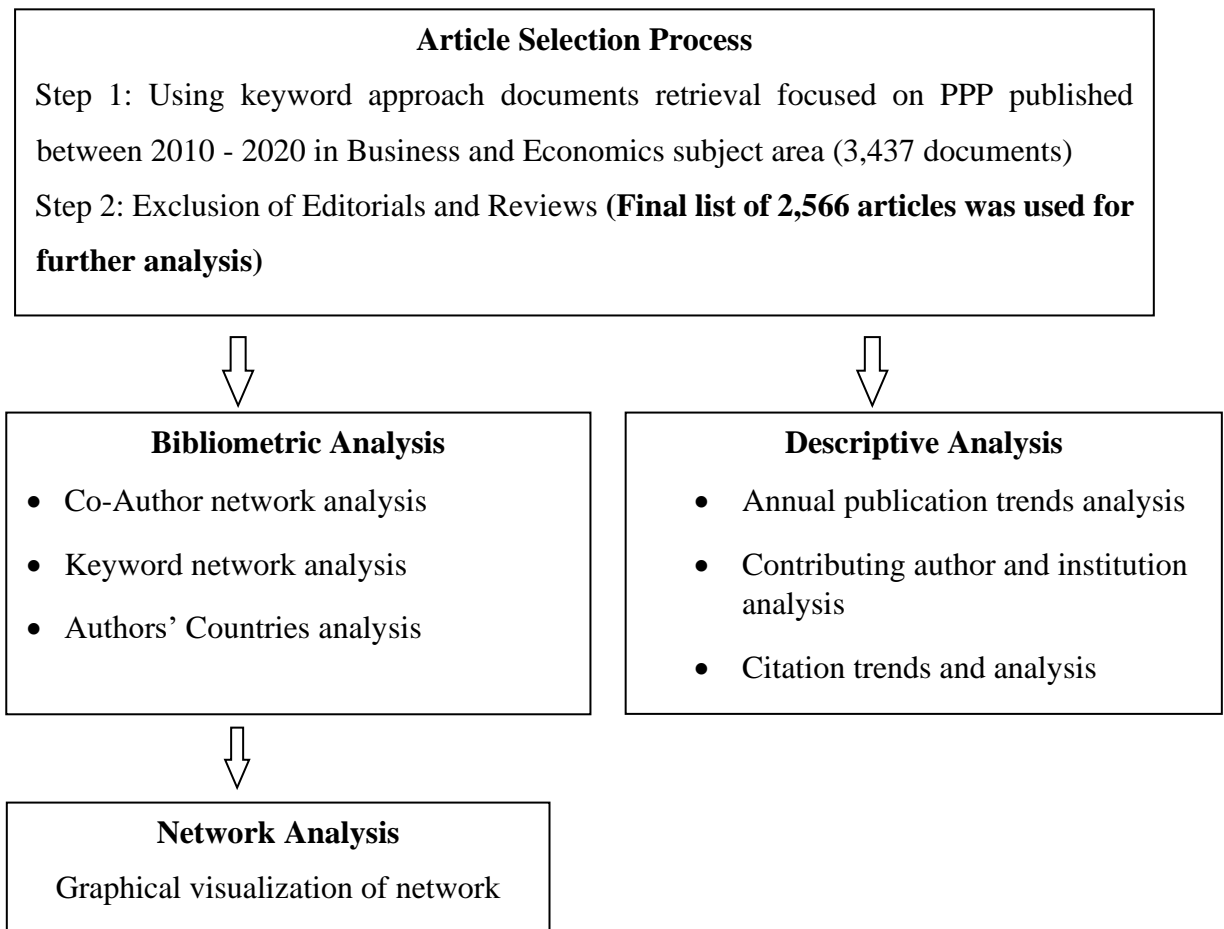 Article Selection Process
Step 1: Using keyword approach documents retrieval focused on PPP published
between 2010 - 2020 in Business and Economics subject area (3,437 documents)
Step 2: Exclusion of Editorials and Reviews (Final list of 2,566 articles was used for
further analysis)
Bibliometric Analysis
• Co-Author network analysis
• Keyword network analysis
• Authors’ Countries analysis
Descriptive Analysis
• Annual publication trends analysis
• Contributing author and institution
analysis
• Citation trends and analysis
Network Analysis
Graphical visualization of network